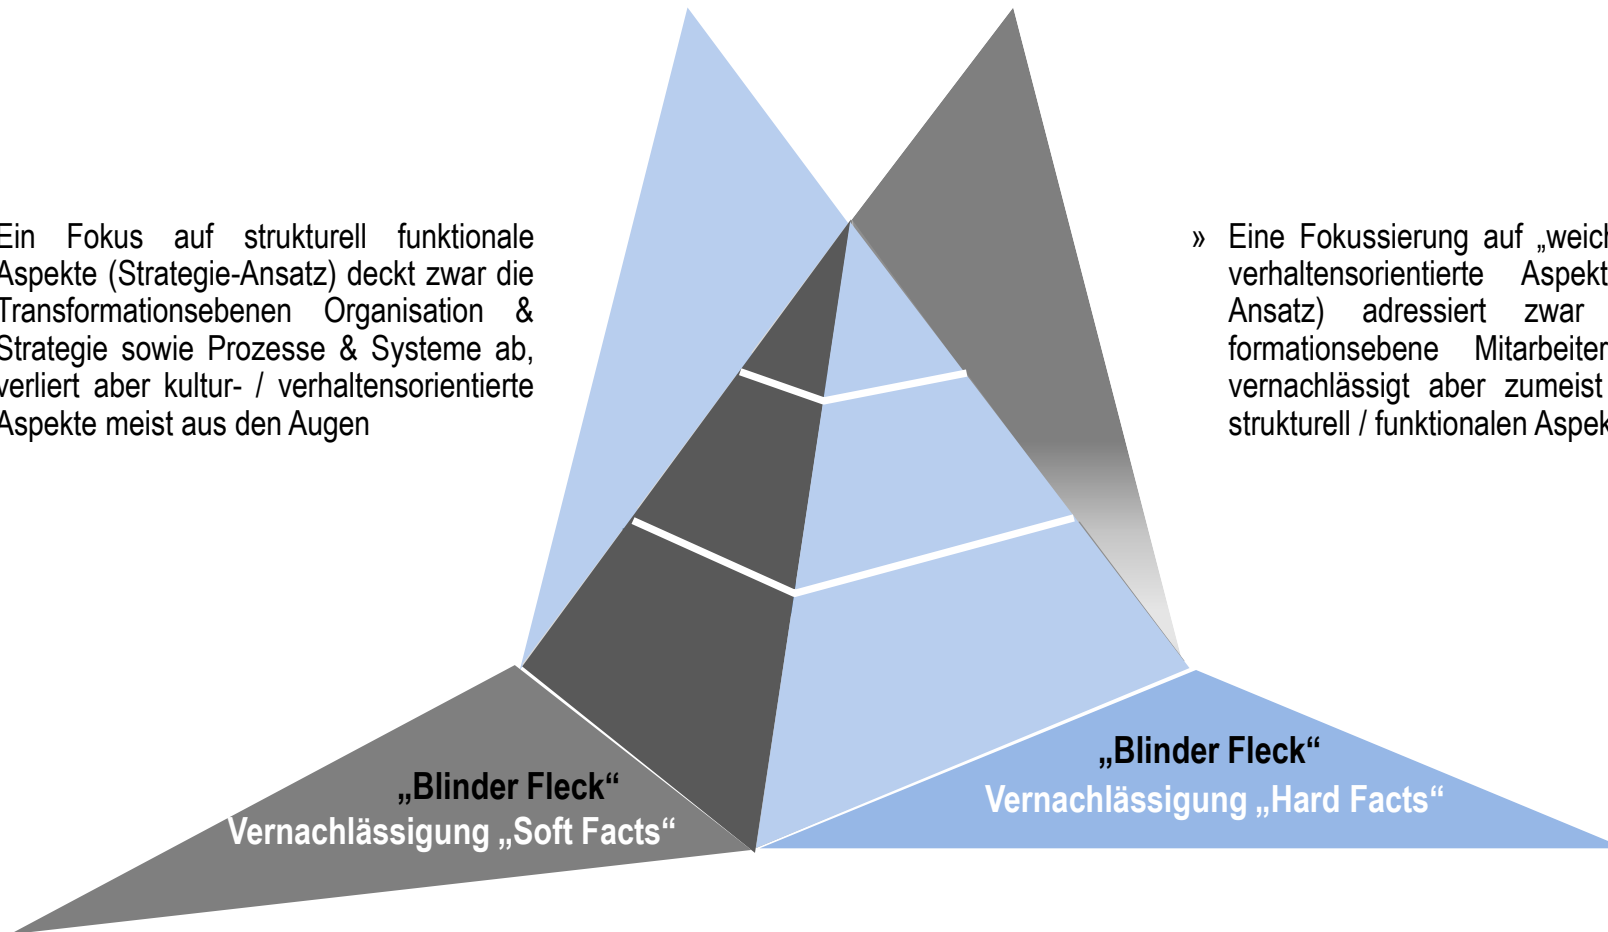 Ein Fokus auf strukturell funktionale
Aspekte (Strategie-Ansatz) deckt zwar die
Transformationsebenen Organisation &
Strategie sowie Prozesse & Systeme ab,
verliert aber kultur- / verhaltensorientierte
Aspekte meist aus den Augen
» Eine Fokussierung auf „weich
verhaltensorientierte Aspekt
Ansatz) adressiert zwar
formationsebene Mitarbeiter
vernachlässigt aber zumeist
strukturell / funktionalen Aspek
„Blinder Fleck“
Vernachlässigung „Soft Facts“
„Blinder Fleck“
Vernachlässigung „Hard Facts“